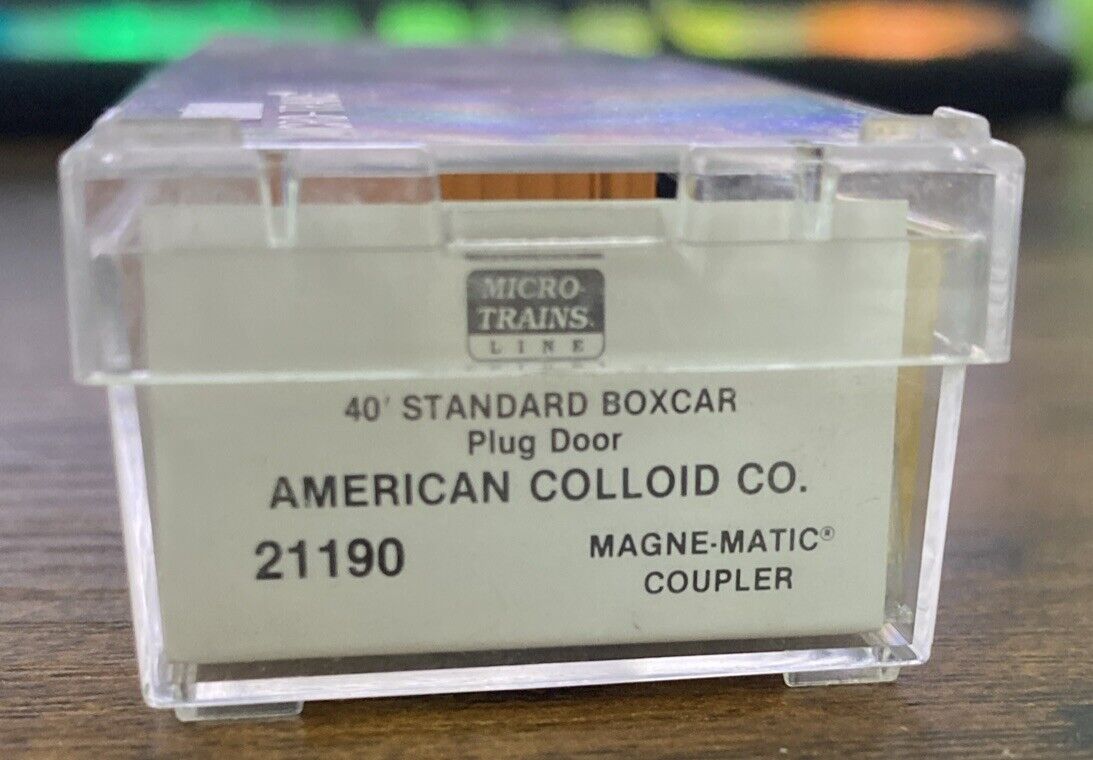 MICRO-
TRAINS®
LINE
40' STANDARD BOXCAR
Plug Door
AMERICAN COLLOID CO.
21190
MAGNE-MATIC®
COUPLER